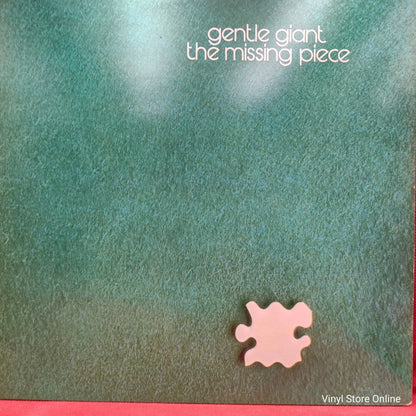 gentle giant
the missing piece
Vinyl Store Online